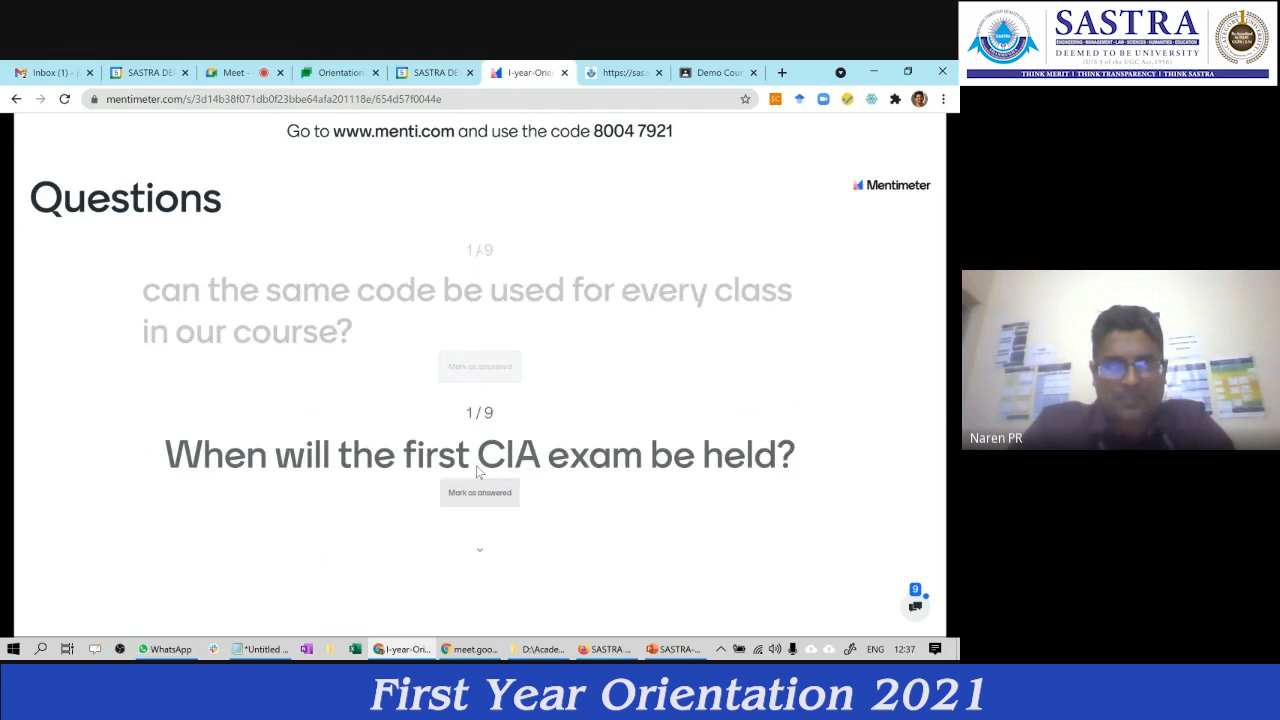 SASTRA
ENGINEERING · MANAGEMENT · LAW · SCIENCES · HUMANITIES · EDUCATION
DEEMED TO BE UNIVERSITY
(U/S 3 of the UGC Act, 1956)
THINK MERIT | THINK TRANSPARENCY | THINK SASTRA
Inbox (1) -
SASTRA DE
Meet -
Orientation
SASTRA DE
I-year-Orie
https://sas
Demo Cou
mentimeter.com/s/3d14b38f071db0f23bbe64afa201118e/654d57f0044e
Go to www.menti.com and use the code 8004 7921
Questions
Mentimeter
1/9
can the same code be used for every class
in our course?
Mark as answered
1/9
When will the first CIA exam be held?
Mark as answered
9
Naren PR
WhatsApp
*Untitled ...
I-year-Ori...
meet.goo...
D:\Acade...
SASTRA ...
SASTRA-...
ENG
12:37
First Year Orientation 2021